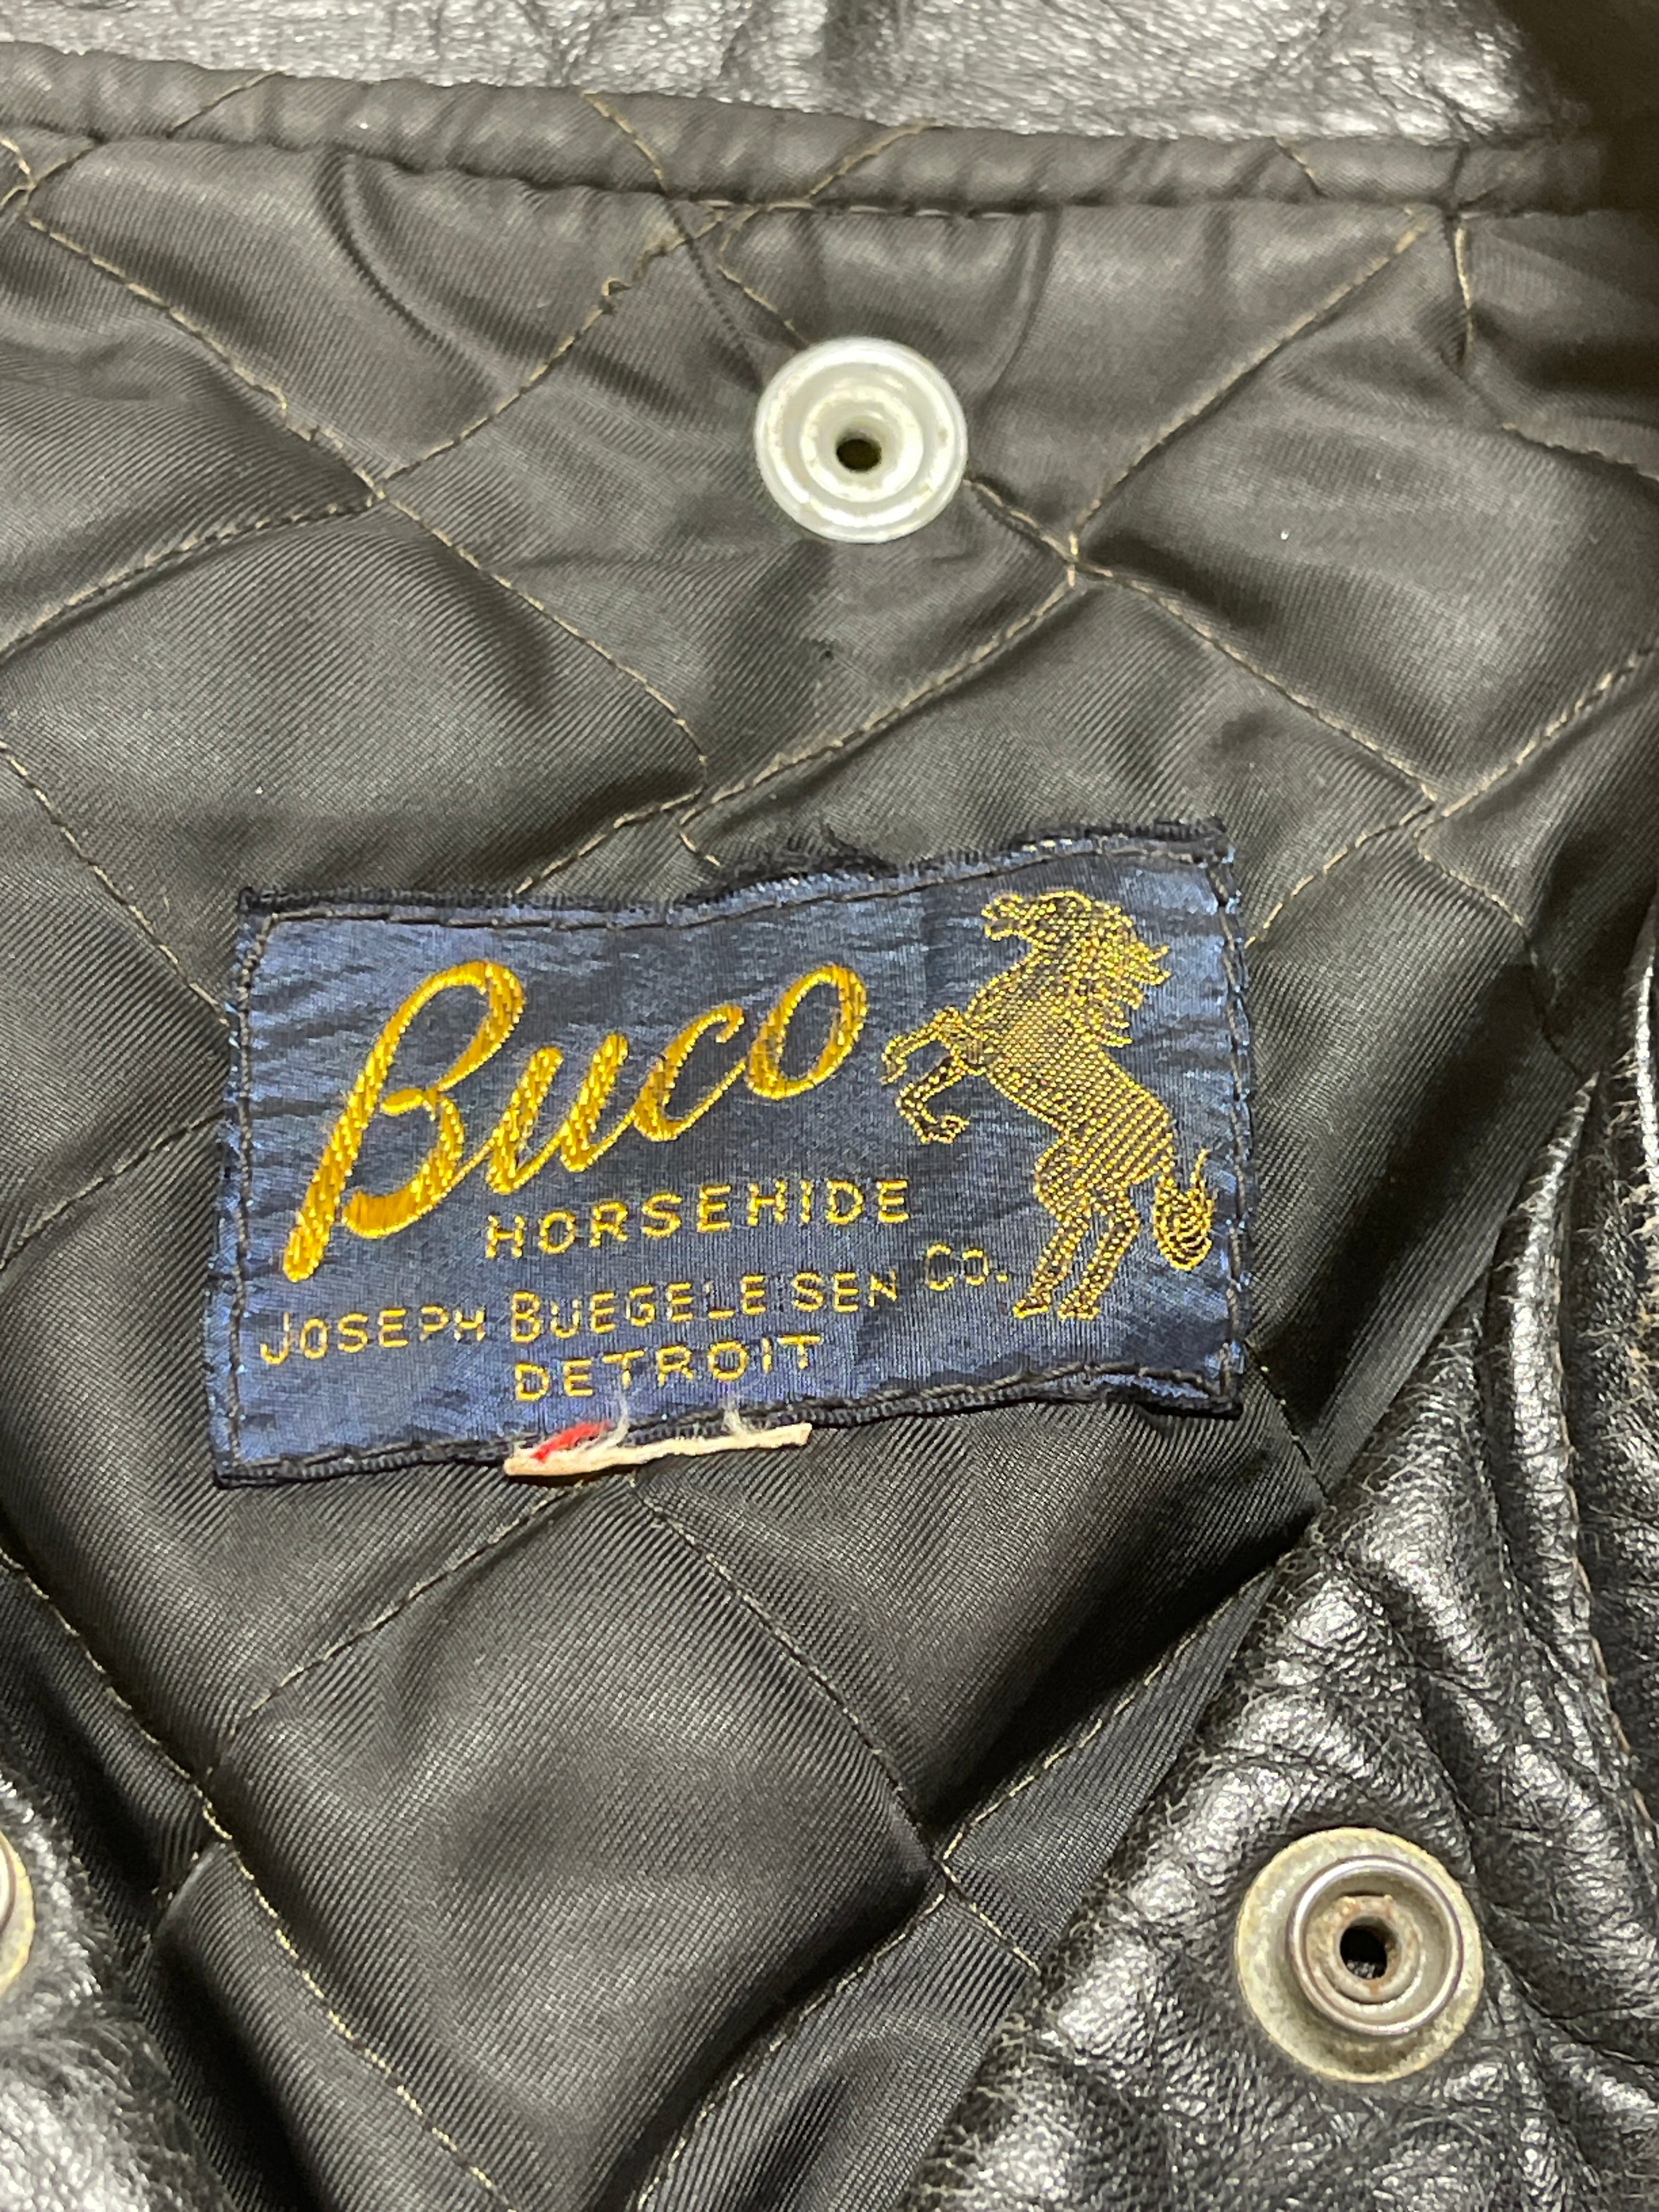 Buco
HORSEHIDE
JOSEPH BUEGELEISEN CO.
DETROIT